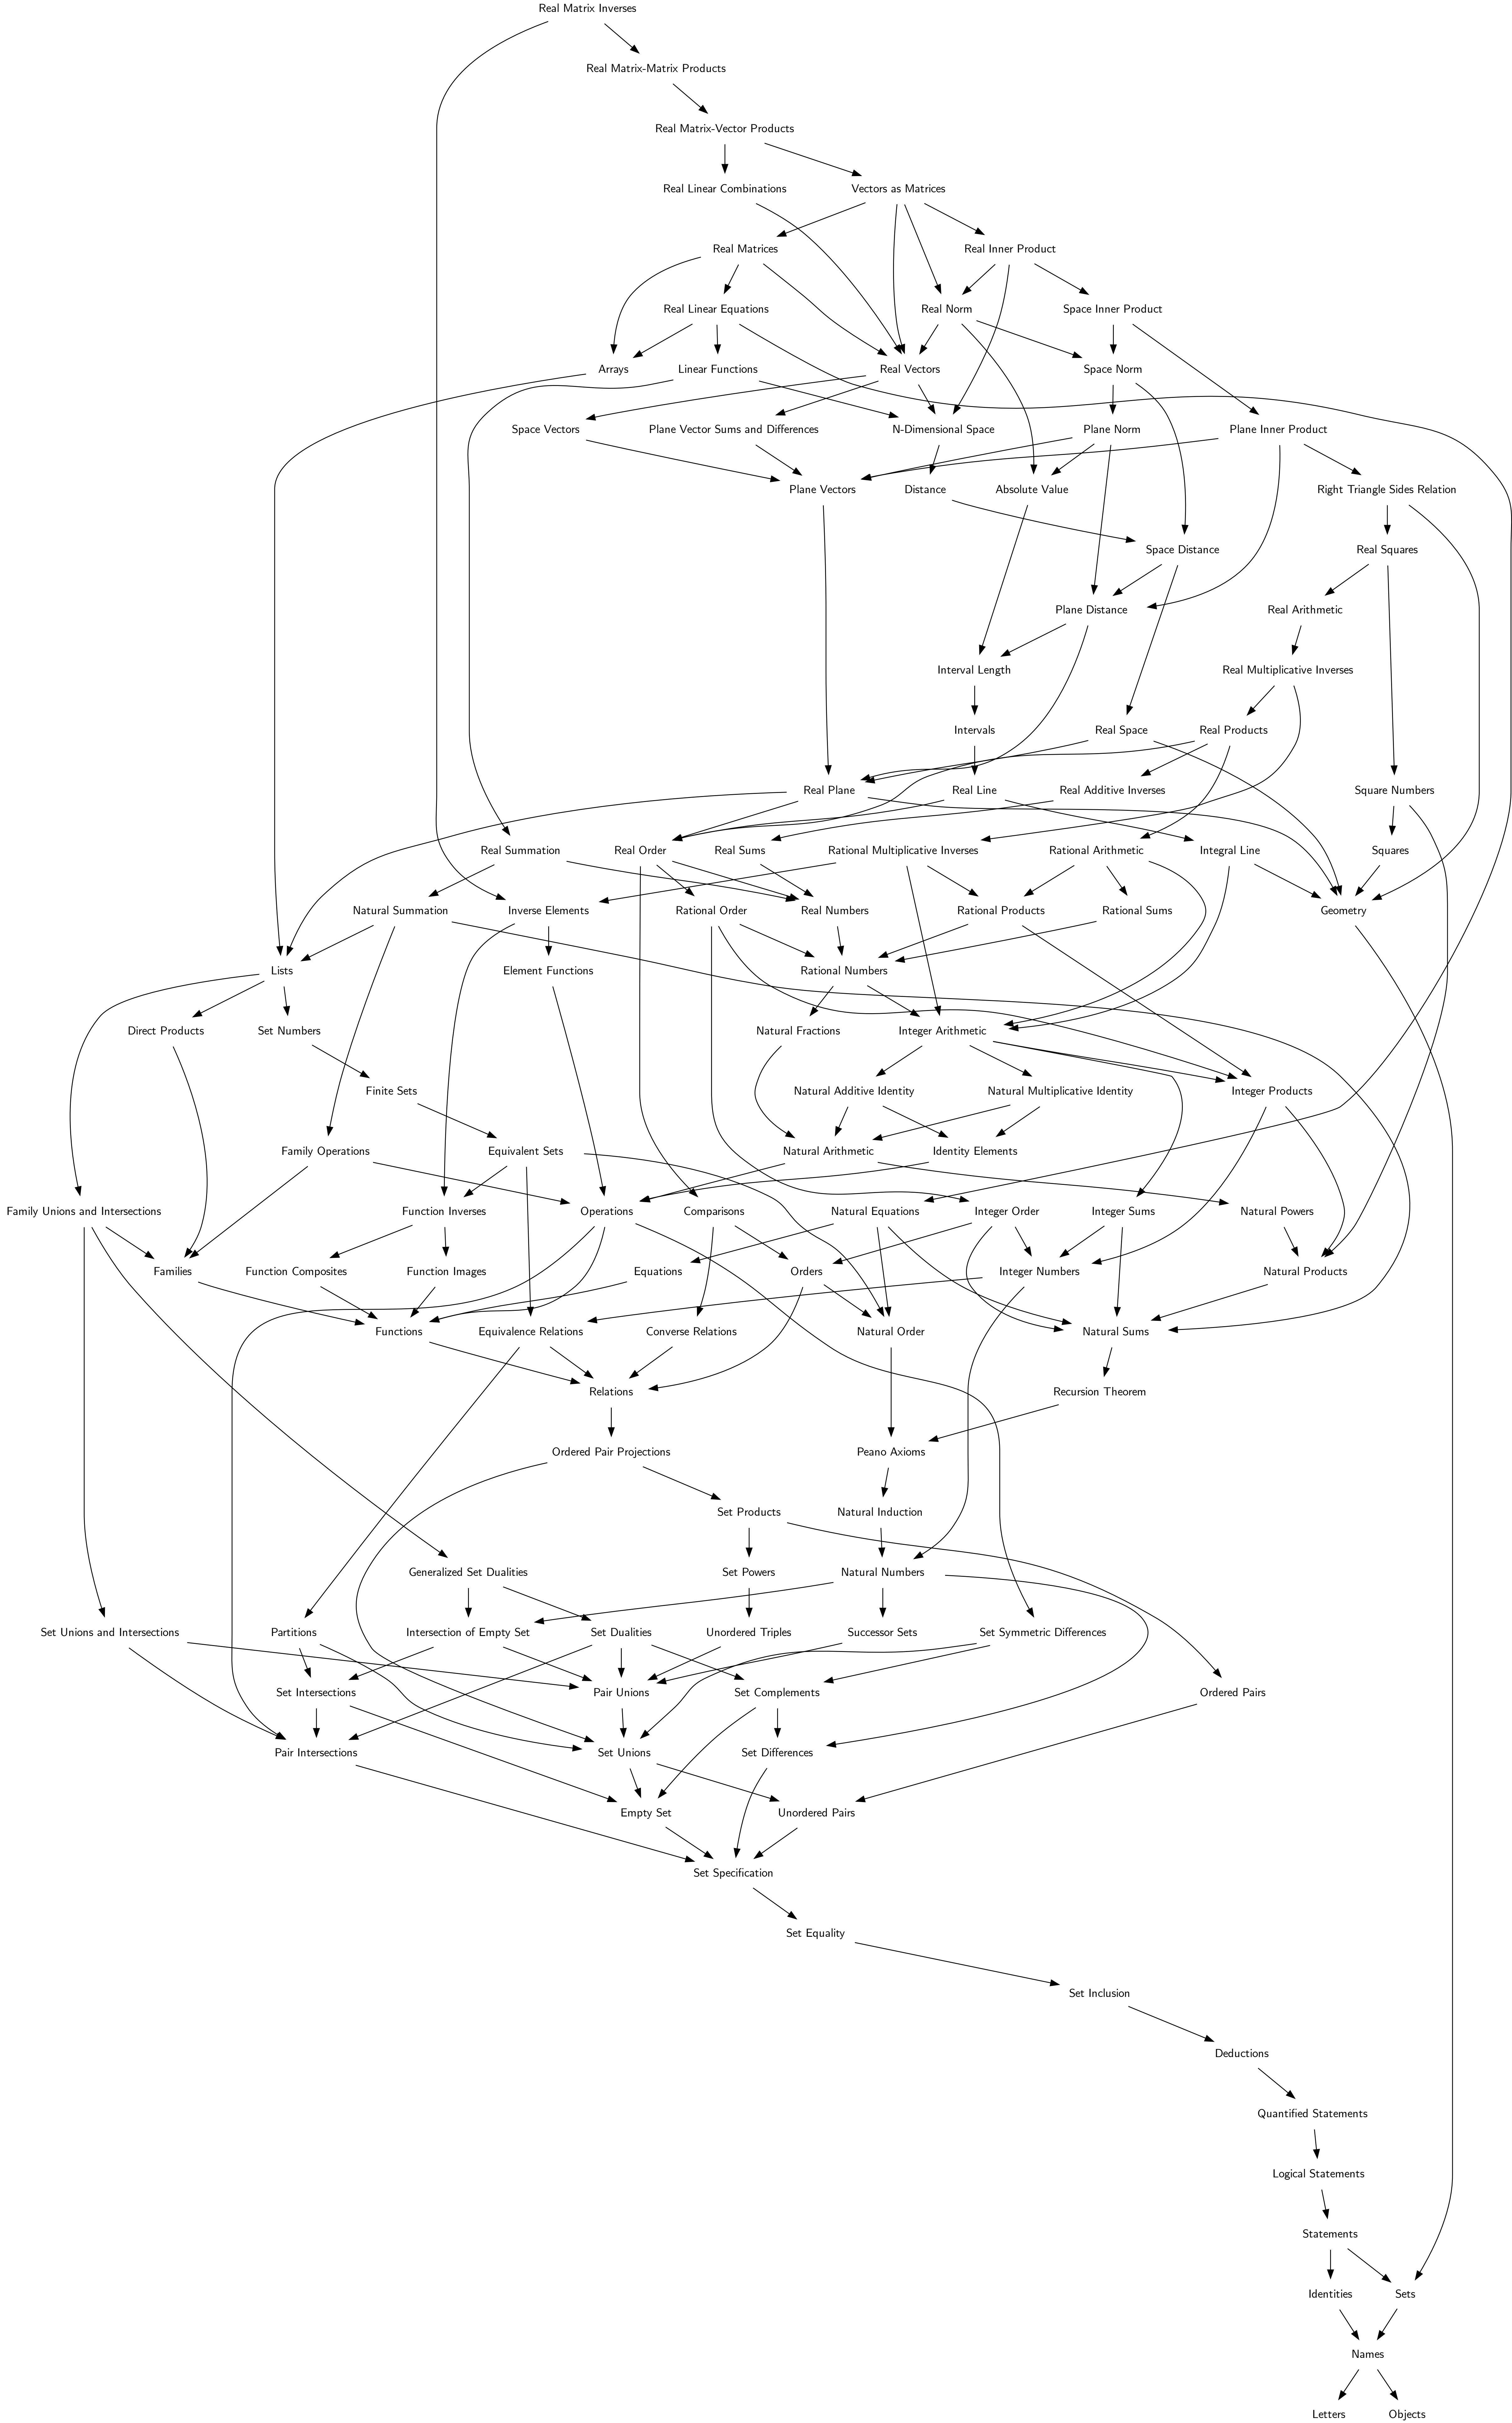 Real Matrix Inverses
Real Matrix-Matrix Products
Real Matrix-Vector Products
Real Linear Combinations
Vectors as Matrices
Real Matrices
Real Inner Product
Real Linear Equations
Real Norm
Space Inner Product
Arrays
Linear Functions
Real Vectors
Space Norm
Space Vectors
Plane Vector Sums and Differences
N-Dimensional Space
Plane Norm
Plane Inner Product
Plane Vectors
Distance
Absolute Value
Right Triangle Sides Relation
Space Distance
Real Squares
Plane Distance
Real Arithmetic
Interval Length
Real Multiplicative Inverses
Intervals
Real Space
Real Products
Real Plane
Real Line
Real Additive Inverses
Square Numbers
Real Summation
Real Order
Real Sums
Rational Multiplicative Inverses
Rational Arithmetic
Integral Line
Squares
Natural Summation
Inverse Elements
Rational Order
Real Numbers
Rational Products
Rational Sums
Geometry
Lists
Element Functions
Rational Numbers
Direct Products
Set Numbers
Natural Fractions
Integer Arithmetic
Finite Sets
Natural Additive Identity
Natural Multiplicative Identity
Integer Products
Family Operations
Equivalent Sets
Natural Arithmetic
Identity Elements
Family Unions and Intersections
Function Inverses
Operations
Comparisons
Natural Equations
Integer Order
Integer Sums
Natural Powers
Families
Function Composites
Function Images
Equations
Orders
Integer Numbers
Natural Products
Functions
Equivalence Relations
Converse Relations
Natural Order
Natural Sums
Relations
Recursion Theorem
Ordered Pair Projections
Peano Axioms
Set Products
Natural Induction
Generalized Set Dualities
Set Powers
Natural Numbers
Set Unions and Intersections
Partitions
Intersection of Empty Set
Set Dualities
Unordered Triples
Successor Sets
Set Symmetric Differences
Set Intersections
Pair Unions
Set Complements
Ordered Pairs
Pair Intersections
Set Unions
Set Differences
Empty Set
Unordered Pairs
Set Specification
Set Equality
Set Inclusion
Deductions
Quantified Statements
Logical Statements
Statements
Identities
Sets
Names
Letters
Objects